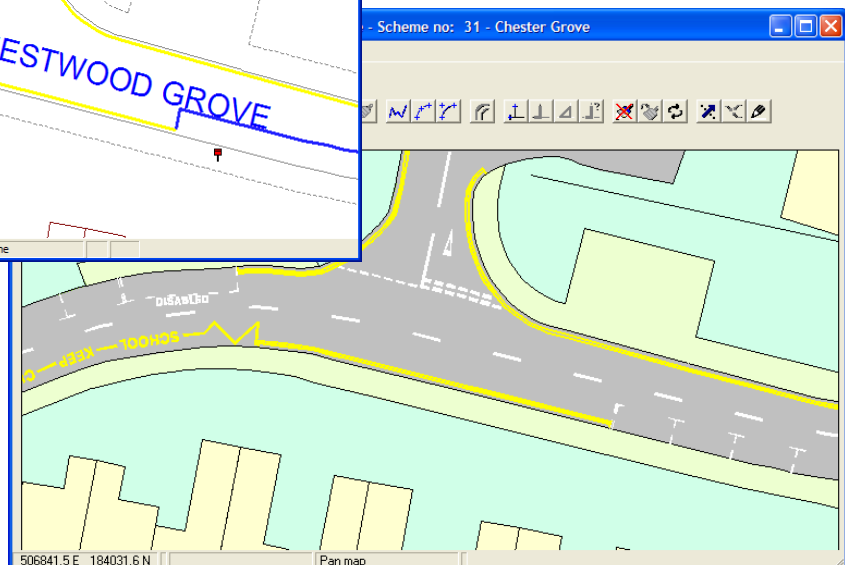 - Scheme no: 31 - Chester Grove
ESTWOOD GROVE
DISABLED
SCHOOL
KEEP
506841.5 E 184031.6 N
Pan map